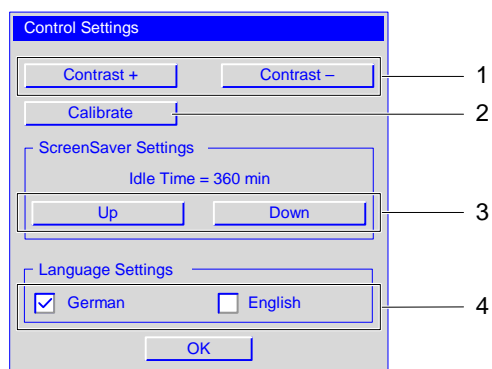 Control Settings
Contrast + Contrast – 1
Calibrate 2
ScreenSaver Settings
Idle Time = 360 min
Up Down 3
Language Settings
German English 4
OK